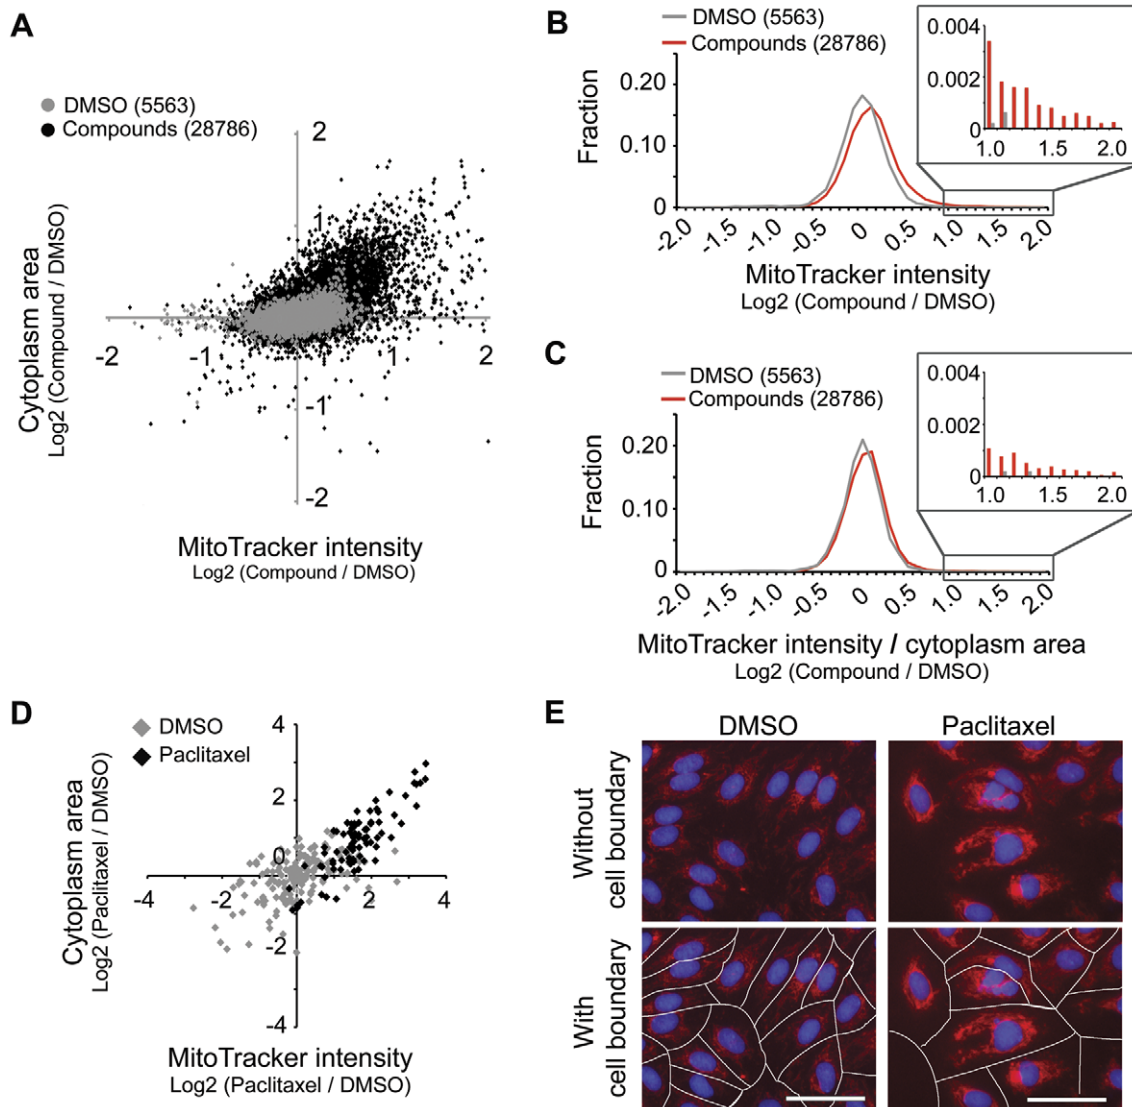 A
DMSO (5563)
Compounds (28786)
Cytoplasm area
Log2 (Compound / DMSO)
2
1
-2
-1
1
2
-1
-2
MitoTracker intensity
Log2 (Compound / DMSO)
B
DMSO (5563)
Compounds (28786)
Fraction
0.20
0.10
0
-2.0
-1.5
-1.0
-0.5
0
0.5
1.0
1.5
2.0
0.004
0.002
0
1.0
1.5
2.0
MitoTracker intensity
Log2 (Compound / DMSO)
C
DMSO (5563)
Compounds (28786)
Fraction
0.20
0.10
0
-2.0
-1.5
-1.0
-0.5
0
0.5
1.0
1.5
2.0
0.004
0.002
0
1.0
1.5
2.0
MitoTracker intensity / cytoplasm area
Log2 (Compound / DMSO)
D
DMSO
Paclitaxel
Cytoplasm area
Log2 (Paclitaxel / DMSO)
4
2
0
-2
-4
-4
-2
2
4
MitoTracker intensity
Log2 (Paclitaxel / DMSO)
E
DMSO
Paclitaxel
Without
cell boundary
With
cell boundary